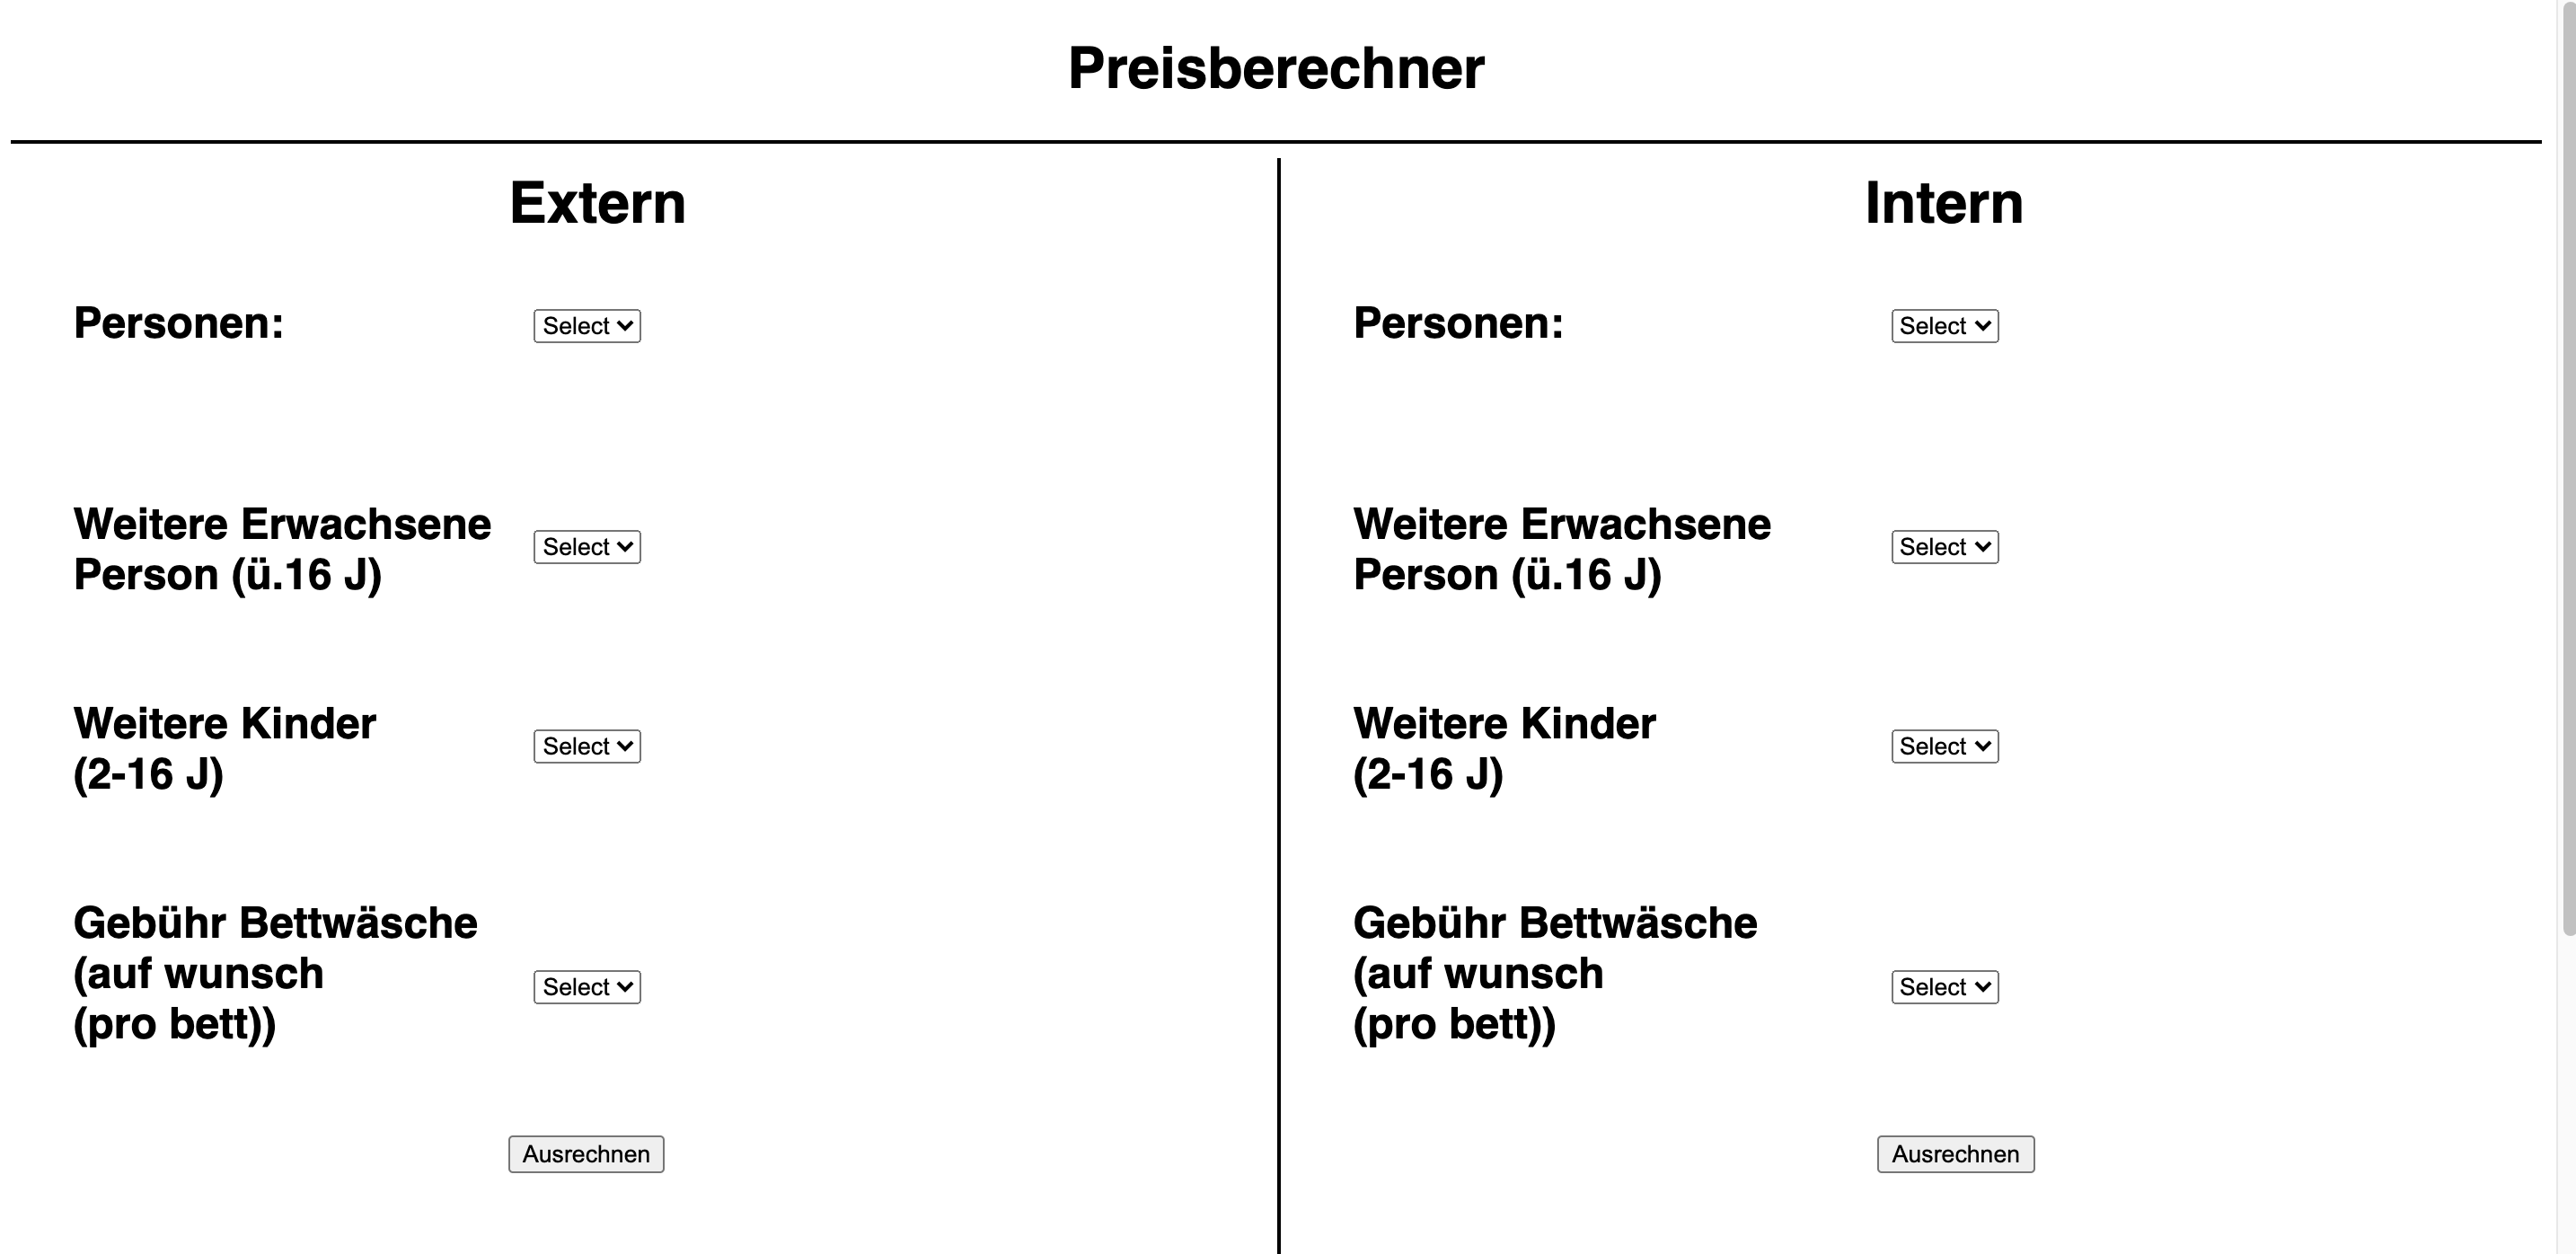 Preisberechner
Extern
Personen:
Select
Weitere Erwachsene
Person (ü.16 J)
Select
Weitere Kinder
(2-16 J)
Select
Gebühr Bettwäsche
(auf wunsch
(pro bett))
Select
Ausrechnen
Intern
Personen:
Select
Weitere Erwachsene
Person (ü.16 J)
Select
Weitere Kinder
(2-16 J)
Select
Gebühr Bettwäsche
(auf wunsch
(pro bett))
Select
Ausrechnen